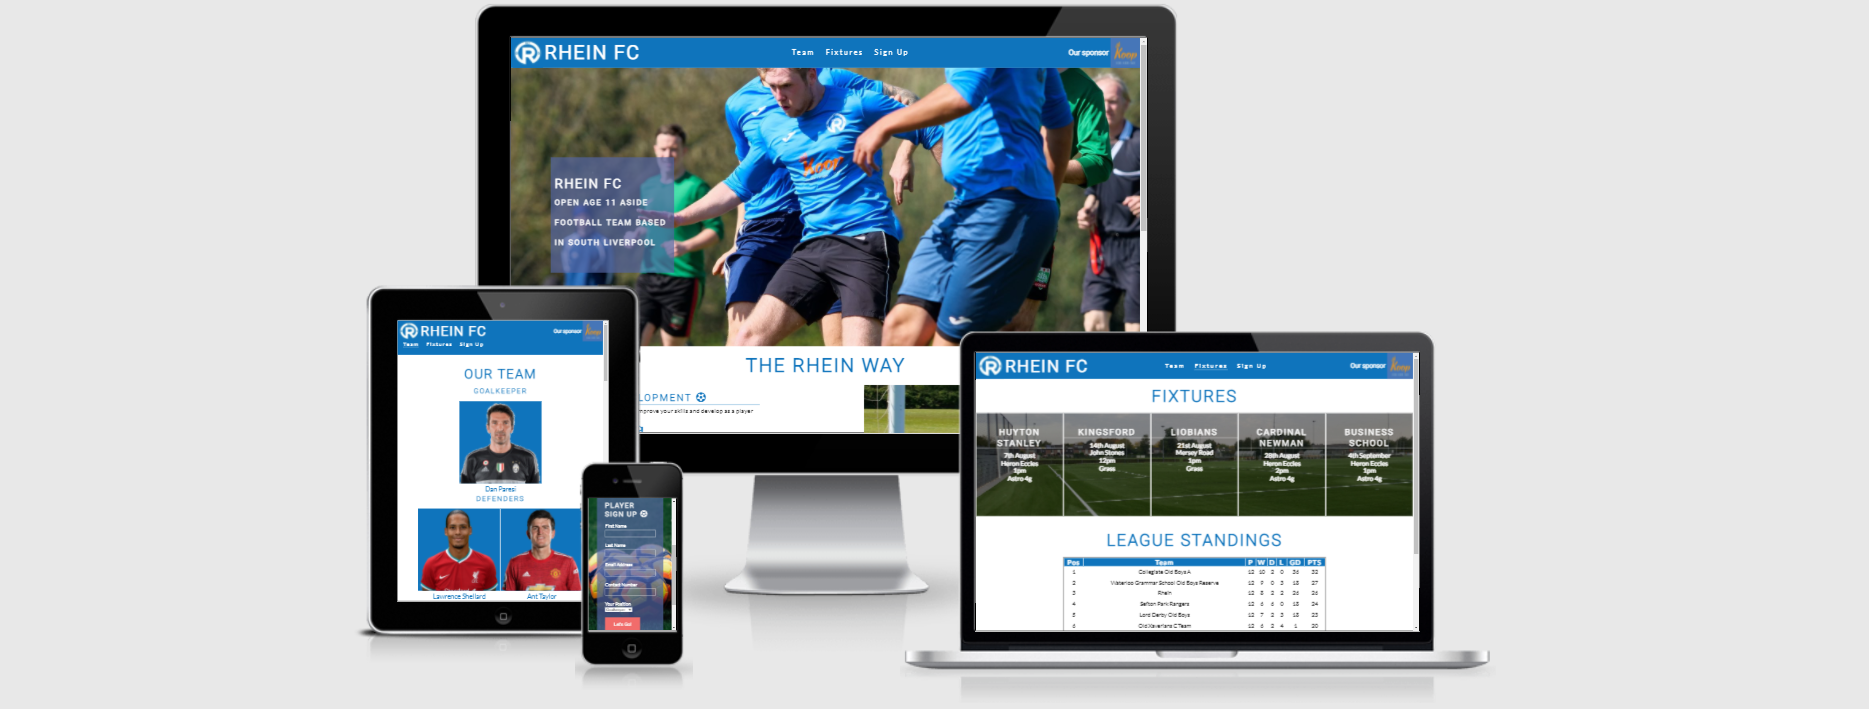 RHEIN FC
Team Fixtures Sign Up
Our sponsor
Koop
RHEIN FC
OPEN AGE 11 ASIDE
FOOTBALL TEAM BASED
IN SOUTH LIVERPOOL
THE RHEIN WAY
LOPMENT
mprove your skills and develop as a player
RHEIN FC
Our sponsor
Koop
Team Fixtures Sign Up
OUR TEAM
GOALKEEPER
Dan Paresi
DEFENDERS
Lawrence Shellard
Ant Taylor
PLAYER
SIGN UP
First Name
Last Name
Email Address
Contact Number
Your Position
Let's Go!
RHEIN FC
Team Fixtures Sign Up
Our sponsor
Koop
FIXTURES
HUYTON
STANLEY
7th August
Heron Eccles
1pm
Astro 4g
KINGSFORD
14th August
John Stones
12pm
Grass
LIOBIANS
21st August
Mersey Road
1pm
Grass
CARDINAL
NEWMAN
28th August
Heron Eccles
2pm
Astro 4g
BUSINESS
SCHOOL
4th September
Heron Eccles
1pm
Astro 4g
LEAGUE STANDINGS
Pos Team P W D L GD PTS
1 Collegiate Old Boys A 12 10 2 0 36 32
2 Waterloo Grammar School Old Boys Reserve 12 9 0 3 18 27
3 Rhein 12 8 2 2 26 26
4 Sefton Park Rangers 12 6 6 0 18 24
5 Lord Derby Old Boys 12 7 2 3 18 23
6 Old Xaverians C Team 12 6 2 4 1 20